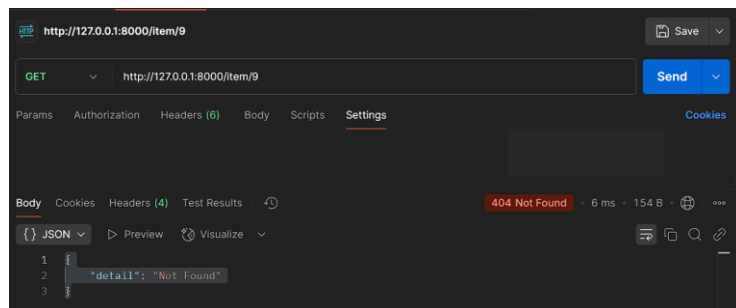 HTTP http://127.0.0.1:8000/item/9 Save
GET http://127.0.0.1:8000/item/9 Send
Params Authorization Headers (6) Body Scripts Settings Cookies
Body Cookies Headers (4) Test Results 404 Not Found • 6 ms • 154 B
{} JSON Preview Visualize
1 {
2 "detail": "Not Found"
3 }